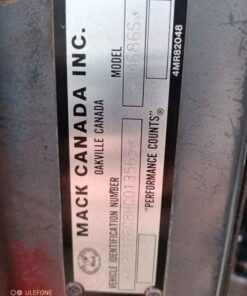 MACK CANADA INC.
OAKVILLE CANADA
MODEL
VEHICLE IDENTIFICATION NUMBER
"PERFORMANCE COUNTS"®
4MR82048
ULEFONE